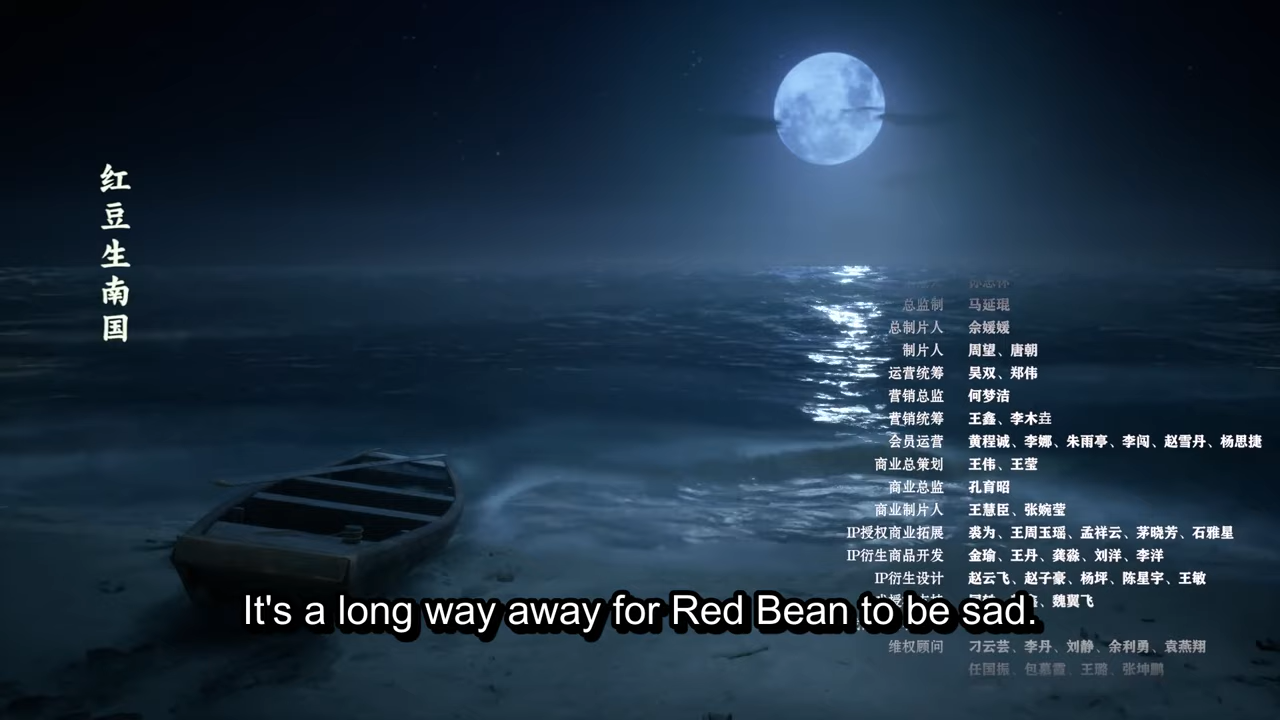 红豆生南国
总监制 马延琨
总制片人 余媛媛
制片人 周望、唐朝
运营统筹 吴双、郑伟
营销总监 何梦洁
营销统筹 王鑫、李木垚
会员运营 黄程诚、李娜、朱雨亭、李闯、赵雪丹、杨思捷
商业总策划 王伟、王莹
商业总监 孔育昭
商业制片人 王慧臣、张婉莹
IP授权商业拓展 裘为、王周玉瑶、孟祥云、茅晓芳、石雅星
IP衍生商品开发 金瑜、王丹、龚淼、刘洋、李洋
IP衍生设计 赵云飞、赵子豪、杨坪、陈星宇、王敏
魏翼飞
It's a long way away for Red Bean to be sad.
维权顾问 刁云芸、李丹、刘静、余利勇、袁燕翔
任国振、包慕霞、王璐、张坤鹏